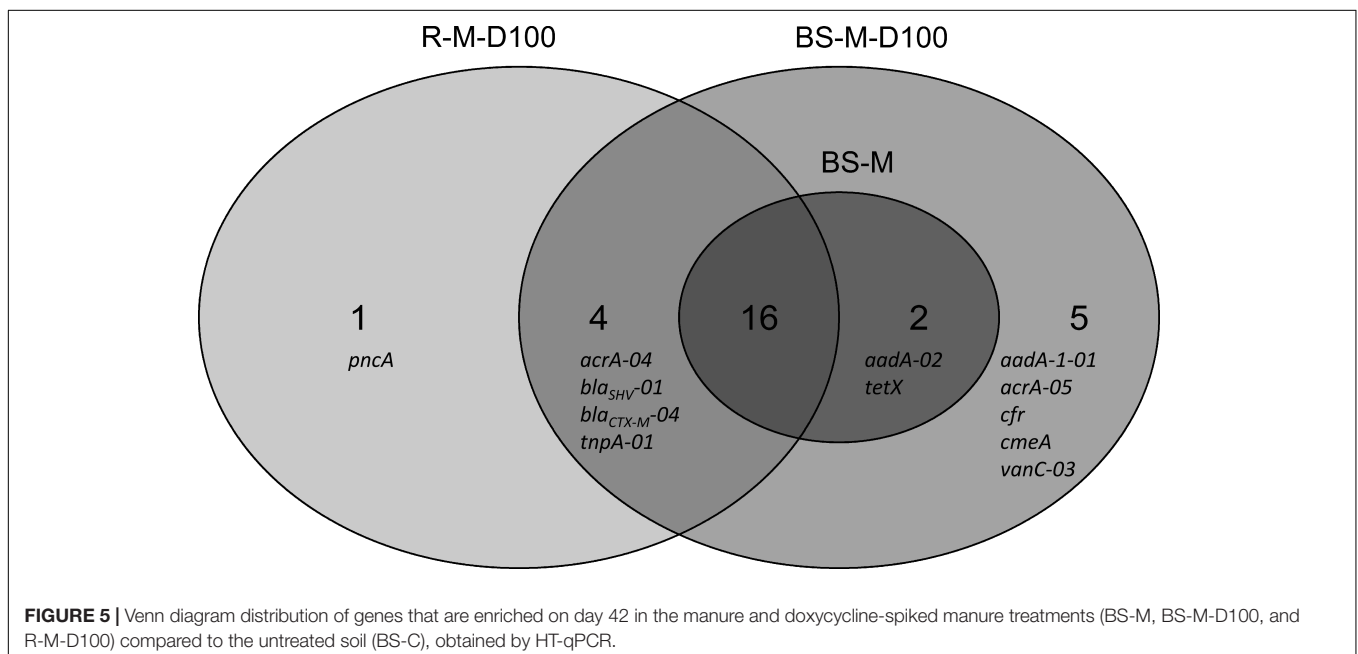 R-M-D100
BS-M-D100
BS-M
1
4
16
2
5
pncA
acrA-04
blaSHV-01
blaCTX-M-04
tnpA-01
aadA-02
tetX
aadA-1-01
acrA-05
cfr
cmeA
vanC-03
FIGURE 5 | Venn diagram distribution of genes that are enriched on day 42 in the manure and doxycycline-spiked manure treatments (BS-M, BS-M-D100, and
R-M-D100) compared to the untreated soil (BS-C), obtained by HT-qPCR.